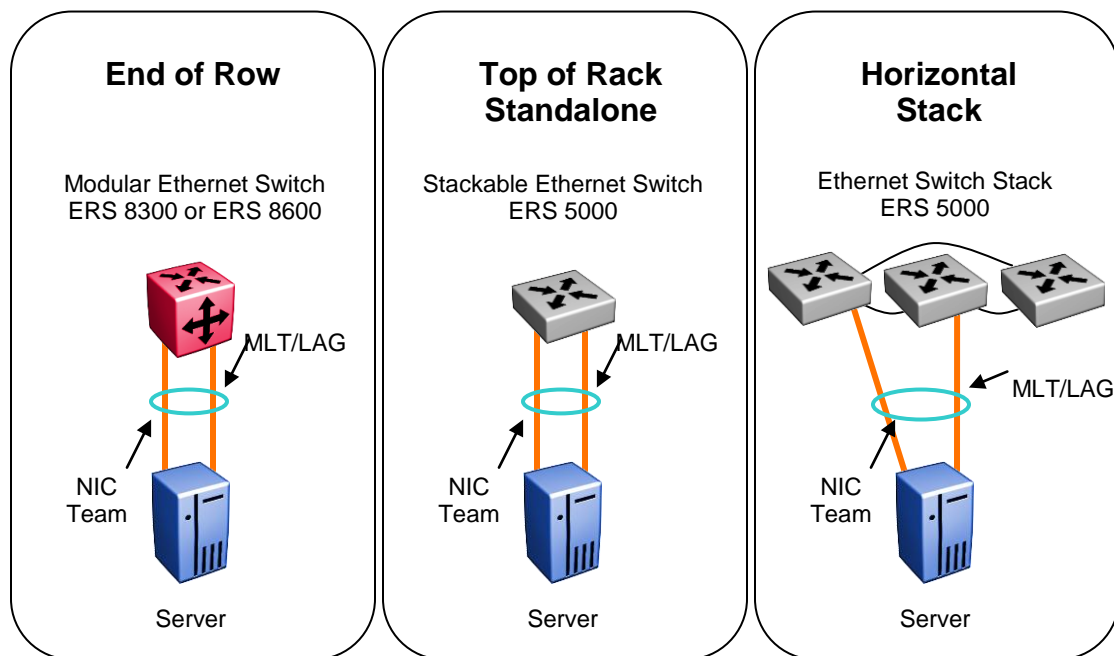 End of Row
Modular Ethernet Switch
ERS 8300 or ERS 8600
MLT/LAG
NIC
Team
Server
Top of Rack
Standalone
Stackable Ethernet Switch
ERS 5000
MLT/LAG
NIC
Team
Server
Horizontal
Stack
Ethernet Switch Stack
ERS 5000
MLT/LAG
NIC
Team
Server